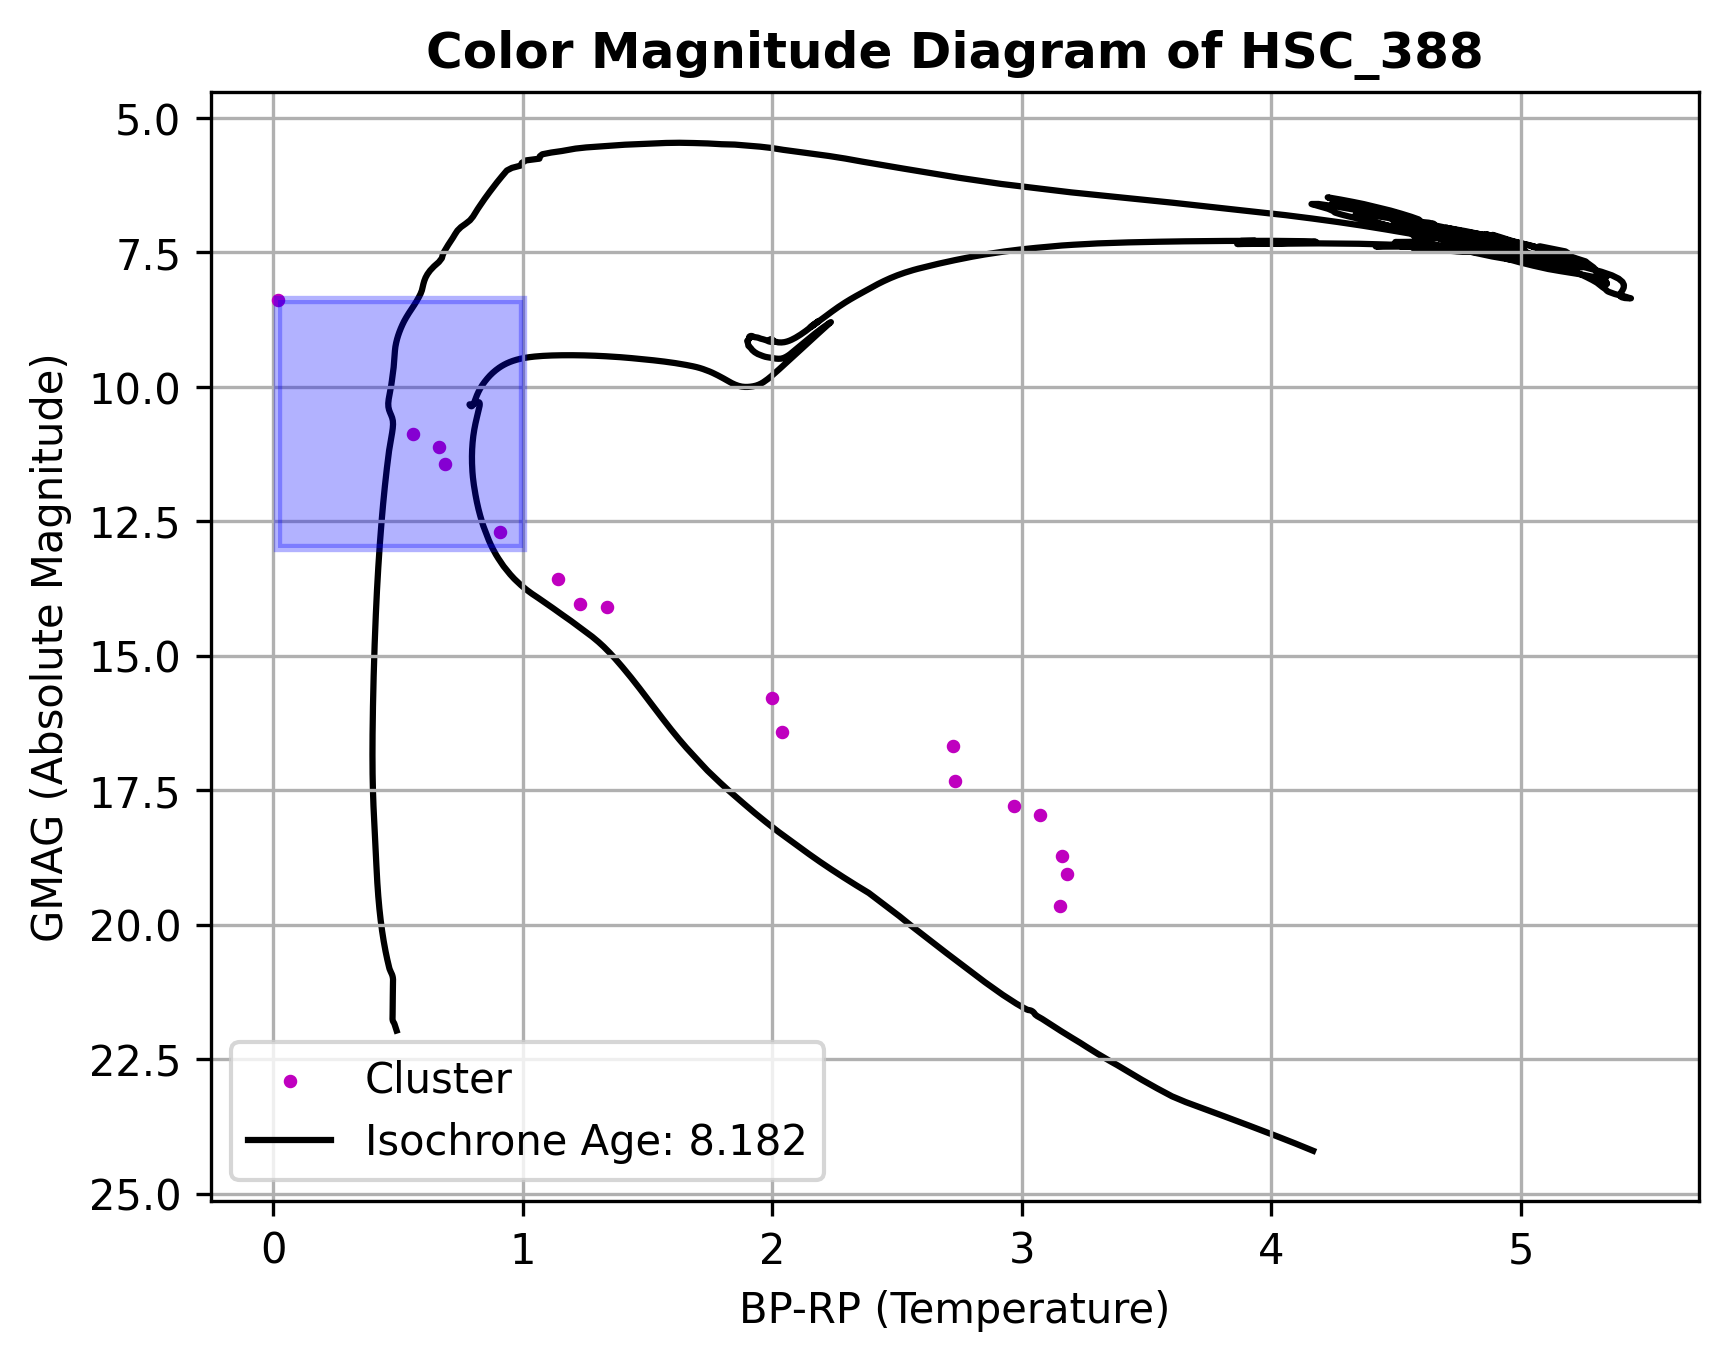 Color Magnitude Diagram of HSC_388
5.0
7.5
10.0
12.5
15.0
17.5
20.0
22.5
25.0
GMAG (Absolute Magnitude)
Cluster
Isochrone Age: 8.182
0 1 2 3 4 5
BP-RP (Temperature)